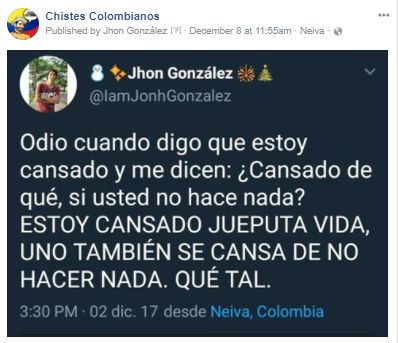 Chistes Colombianos
Published by Jhon González [?] · December 8 at 11:55am · Neiva ·
Jhon González
@IamJonhGonzalez
Odio cuando digo que estoy
cansado y me dicen: ¿Cansado de
qué, si usted no hace nada?
ESTOY CANSADO JUEPUTA VIDA,
UNO TAMBIÉN SE CANSA DE NO
HACER NADA. QUÉ TAL.
3:30 PM · 02 dic. 17 desde Neiva, Colombia